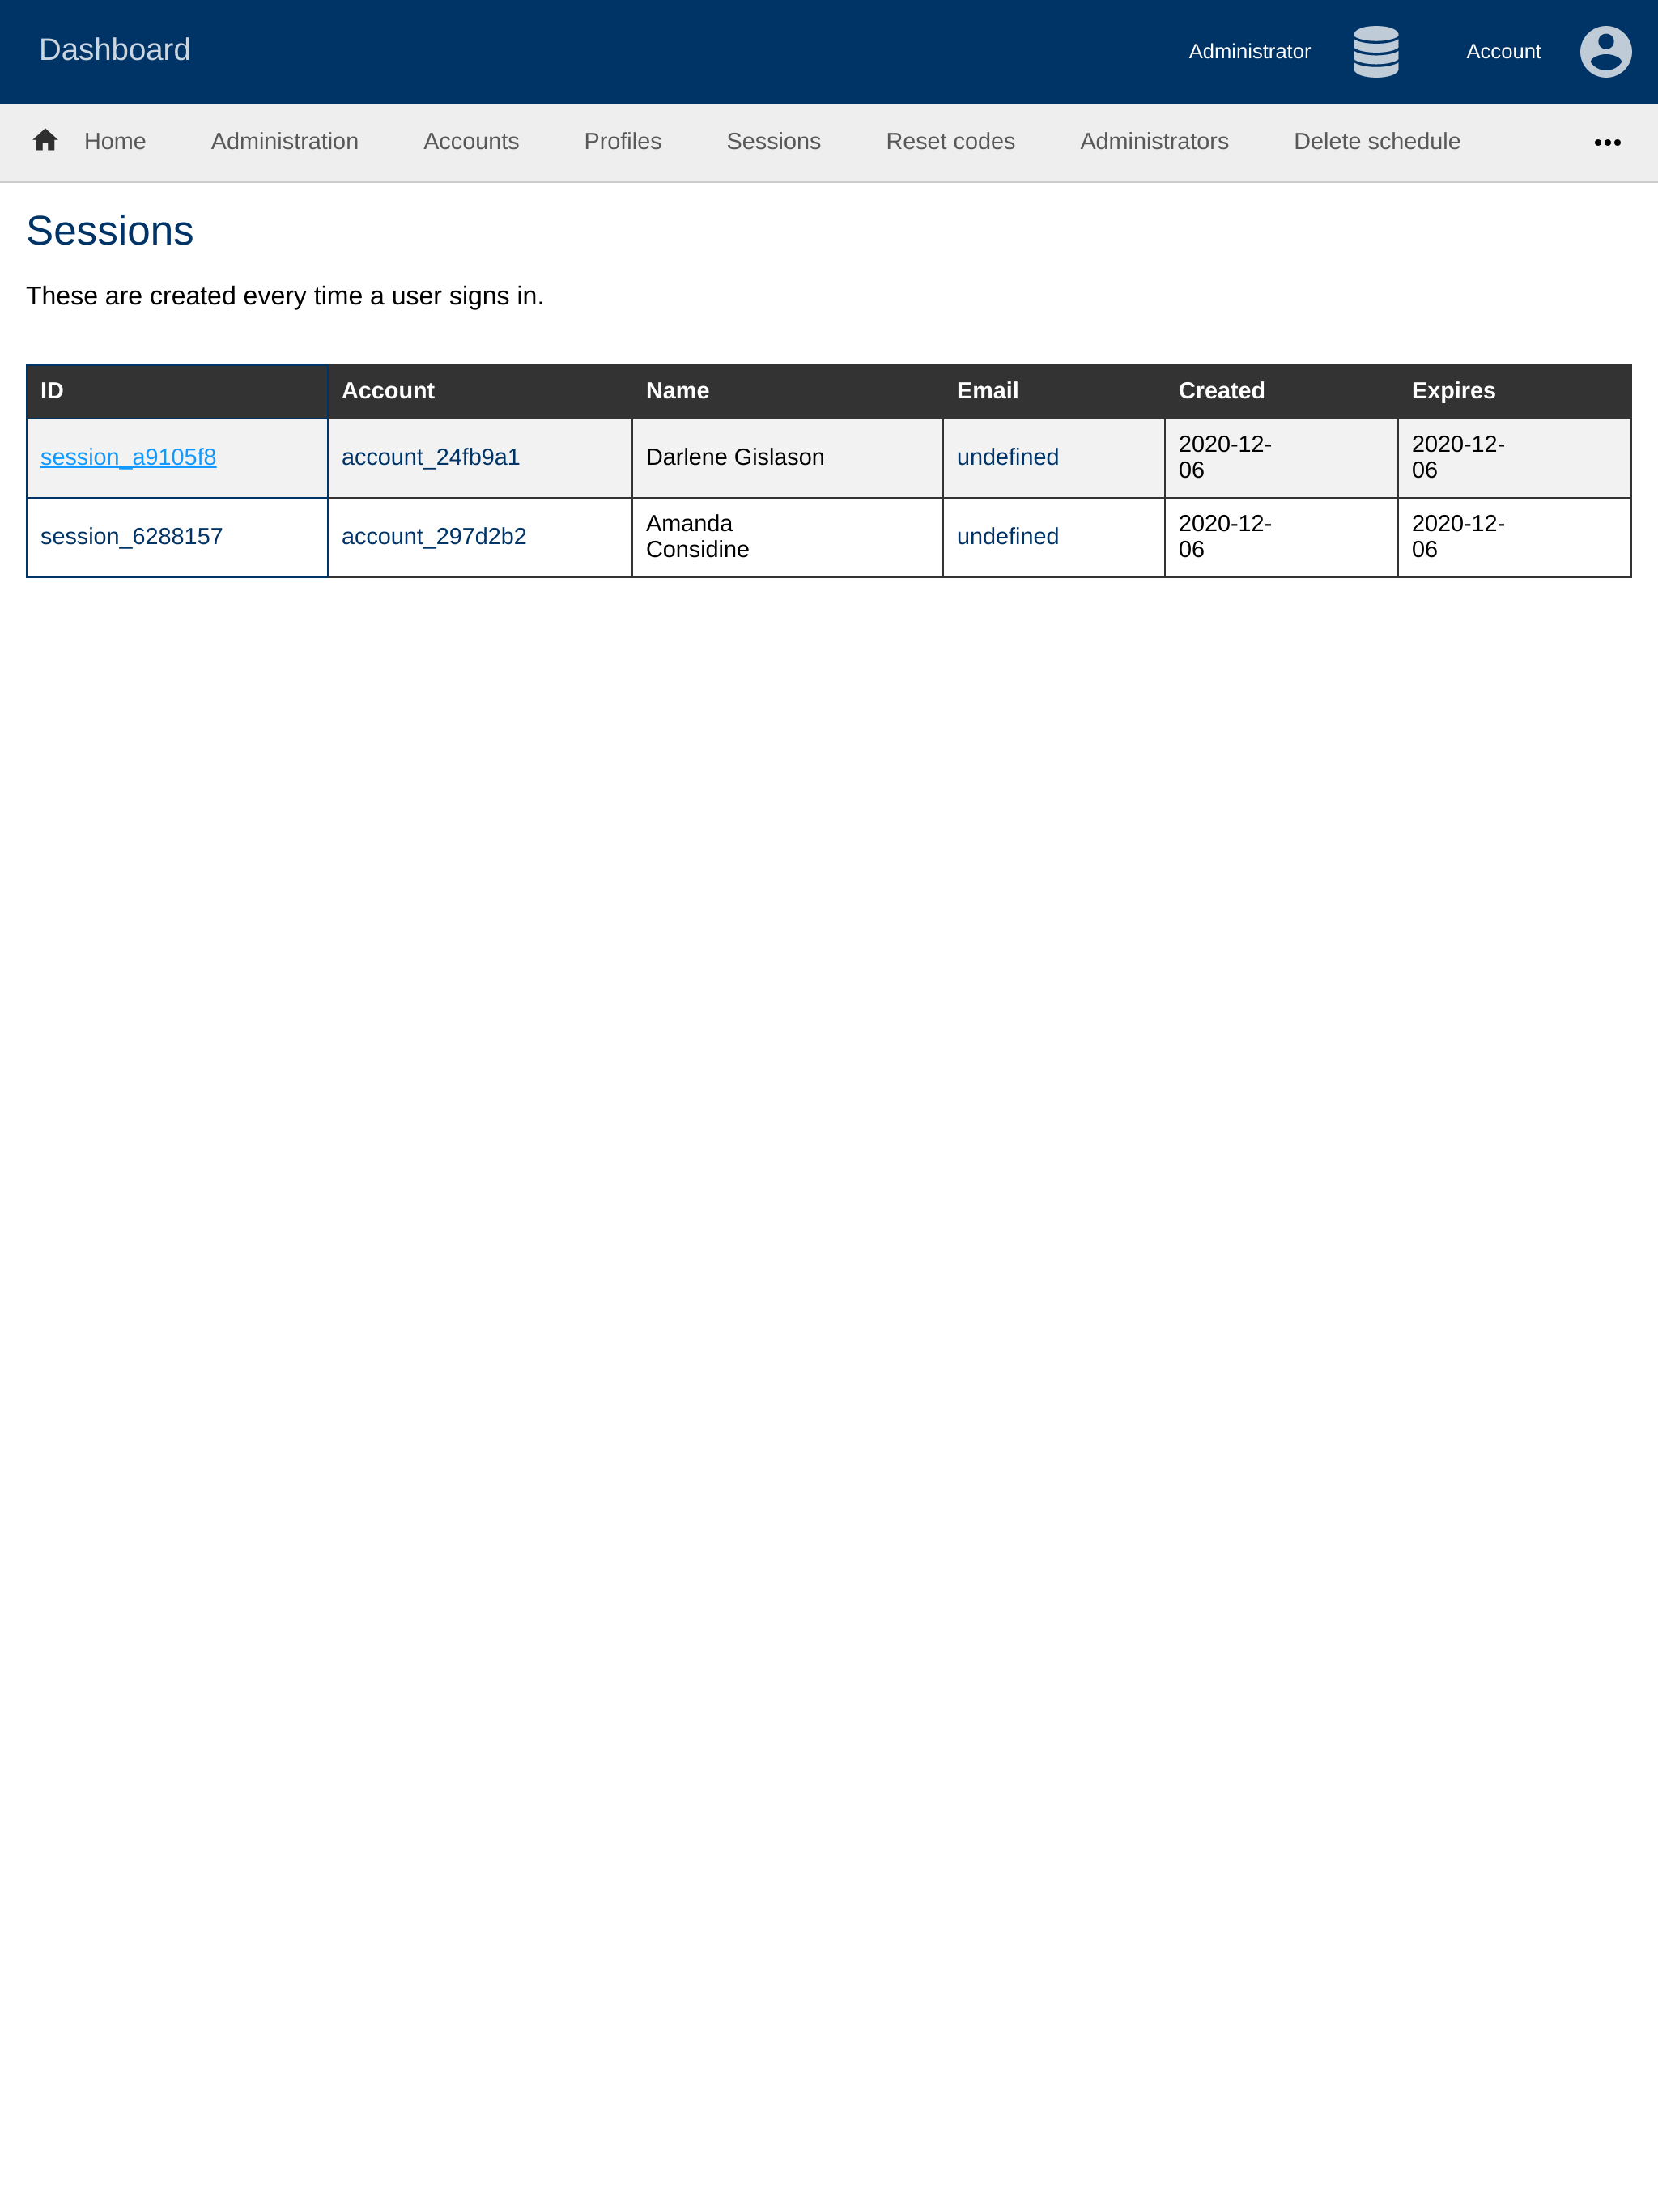 Dashboard
Administrator
Account
Home Administration Accounts Profiles Sessions Reset codes Administrators Delete schedule
Sessions
These are created every time a user signs in.
ID Account Name Email Created Expires
session_a9105f8 account_24fb9a1 Darlene Gislason undefined 2020-12-
06 2020-12-
06
session_6288157 account_297d2b2 Amanda
Considine undefined 2020-12-
06 2020-12-
06